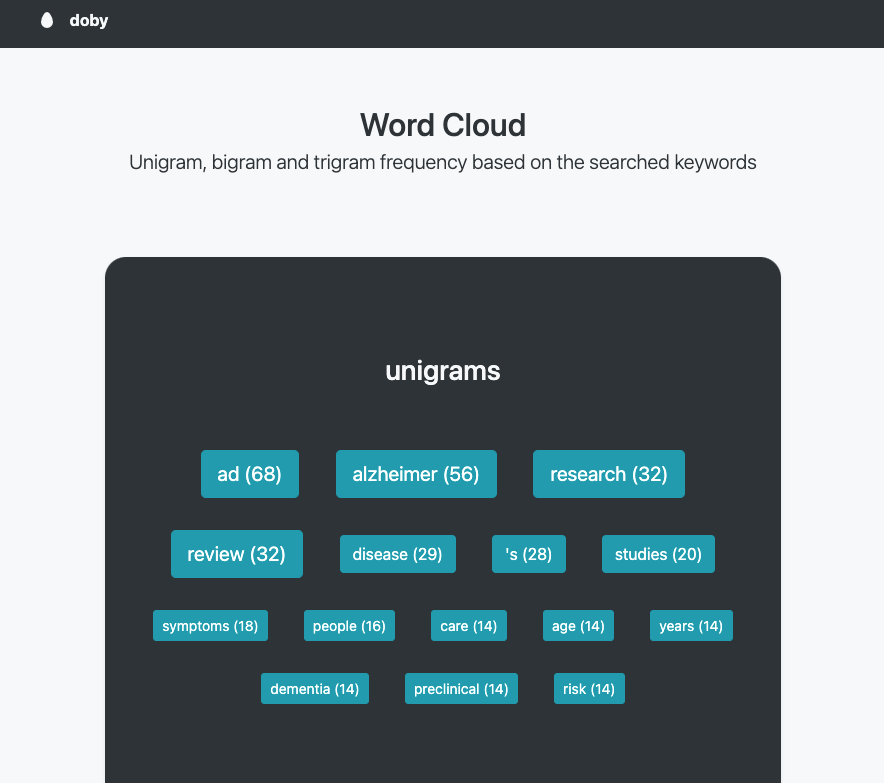 doby
Word Cloud
Unigram, bigram and trigram frequency based on the searched keywords
unigrams
ad (68) alzheimer (56) research (32)
review (32) disease (29) 's (28) studies (20)
symptoms (18) people (16) care (14) age (14) years (14)
dementia (14) preclinical (14) risk (14)